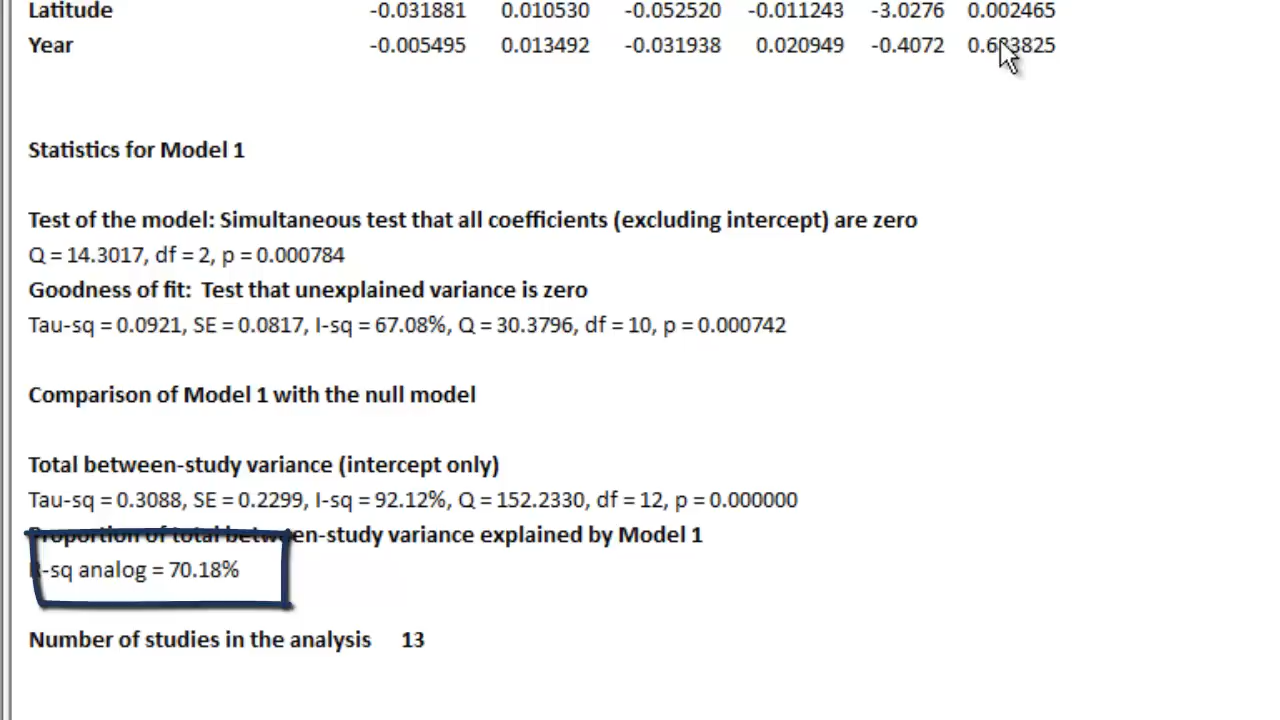 Latitude -0.031881 0.010530 -0.052520 -0.011243 -3.0276 0.002465
Year -0.005495 0.013492 -0.031938 0.020949 -0.4072
Statistics for Model 1
Test of the model: Simultaneous test that all coefficients (excluding intercept) are zero
Q = 14.3017, df = 2, p = 0.000784
Goodness of fit: Test that unexplained variance is zero
Tau-sq = 0.0921, SE = 0.0817, I-sq = 67.08%, Q = 30.3796, df = 10, p = 0.000742
Comparison of Model 1 with the null model
Total between-study variance (intercept only)
Tau-sq = 0.3088, SE = 0.2299, I-sq = 92.12%, Q = 152.2330, df = 12, p = 0.000000
Proportion of total between-study variance explained by Model 1
R-sq analog = 70.18%
Number of studies in the analysis 13